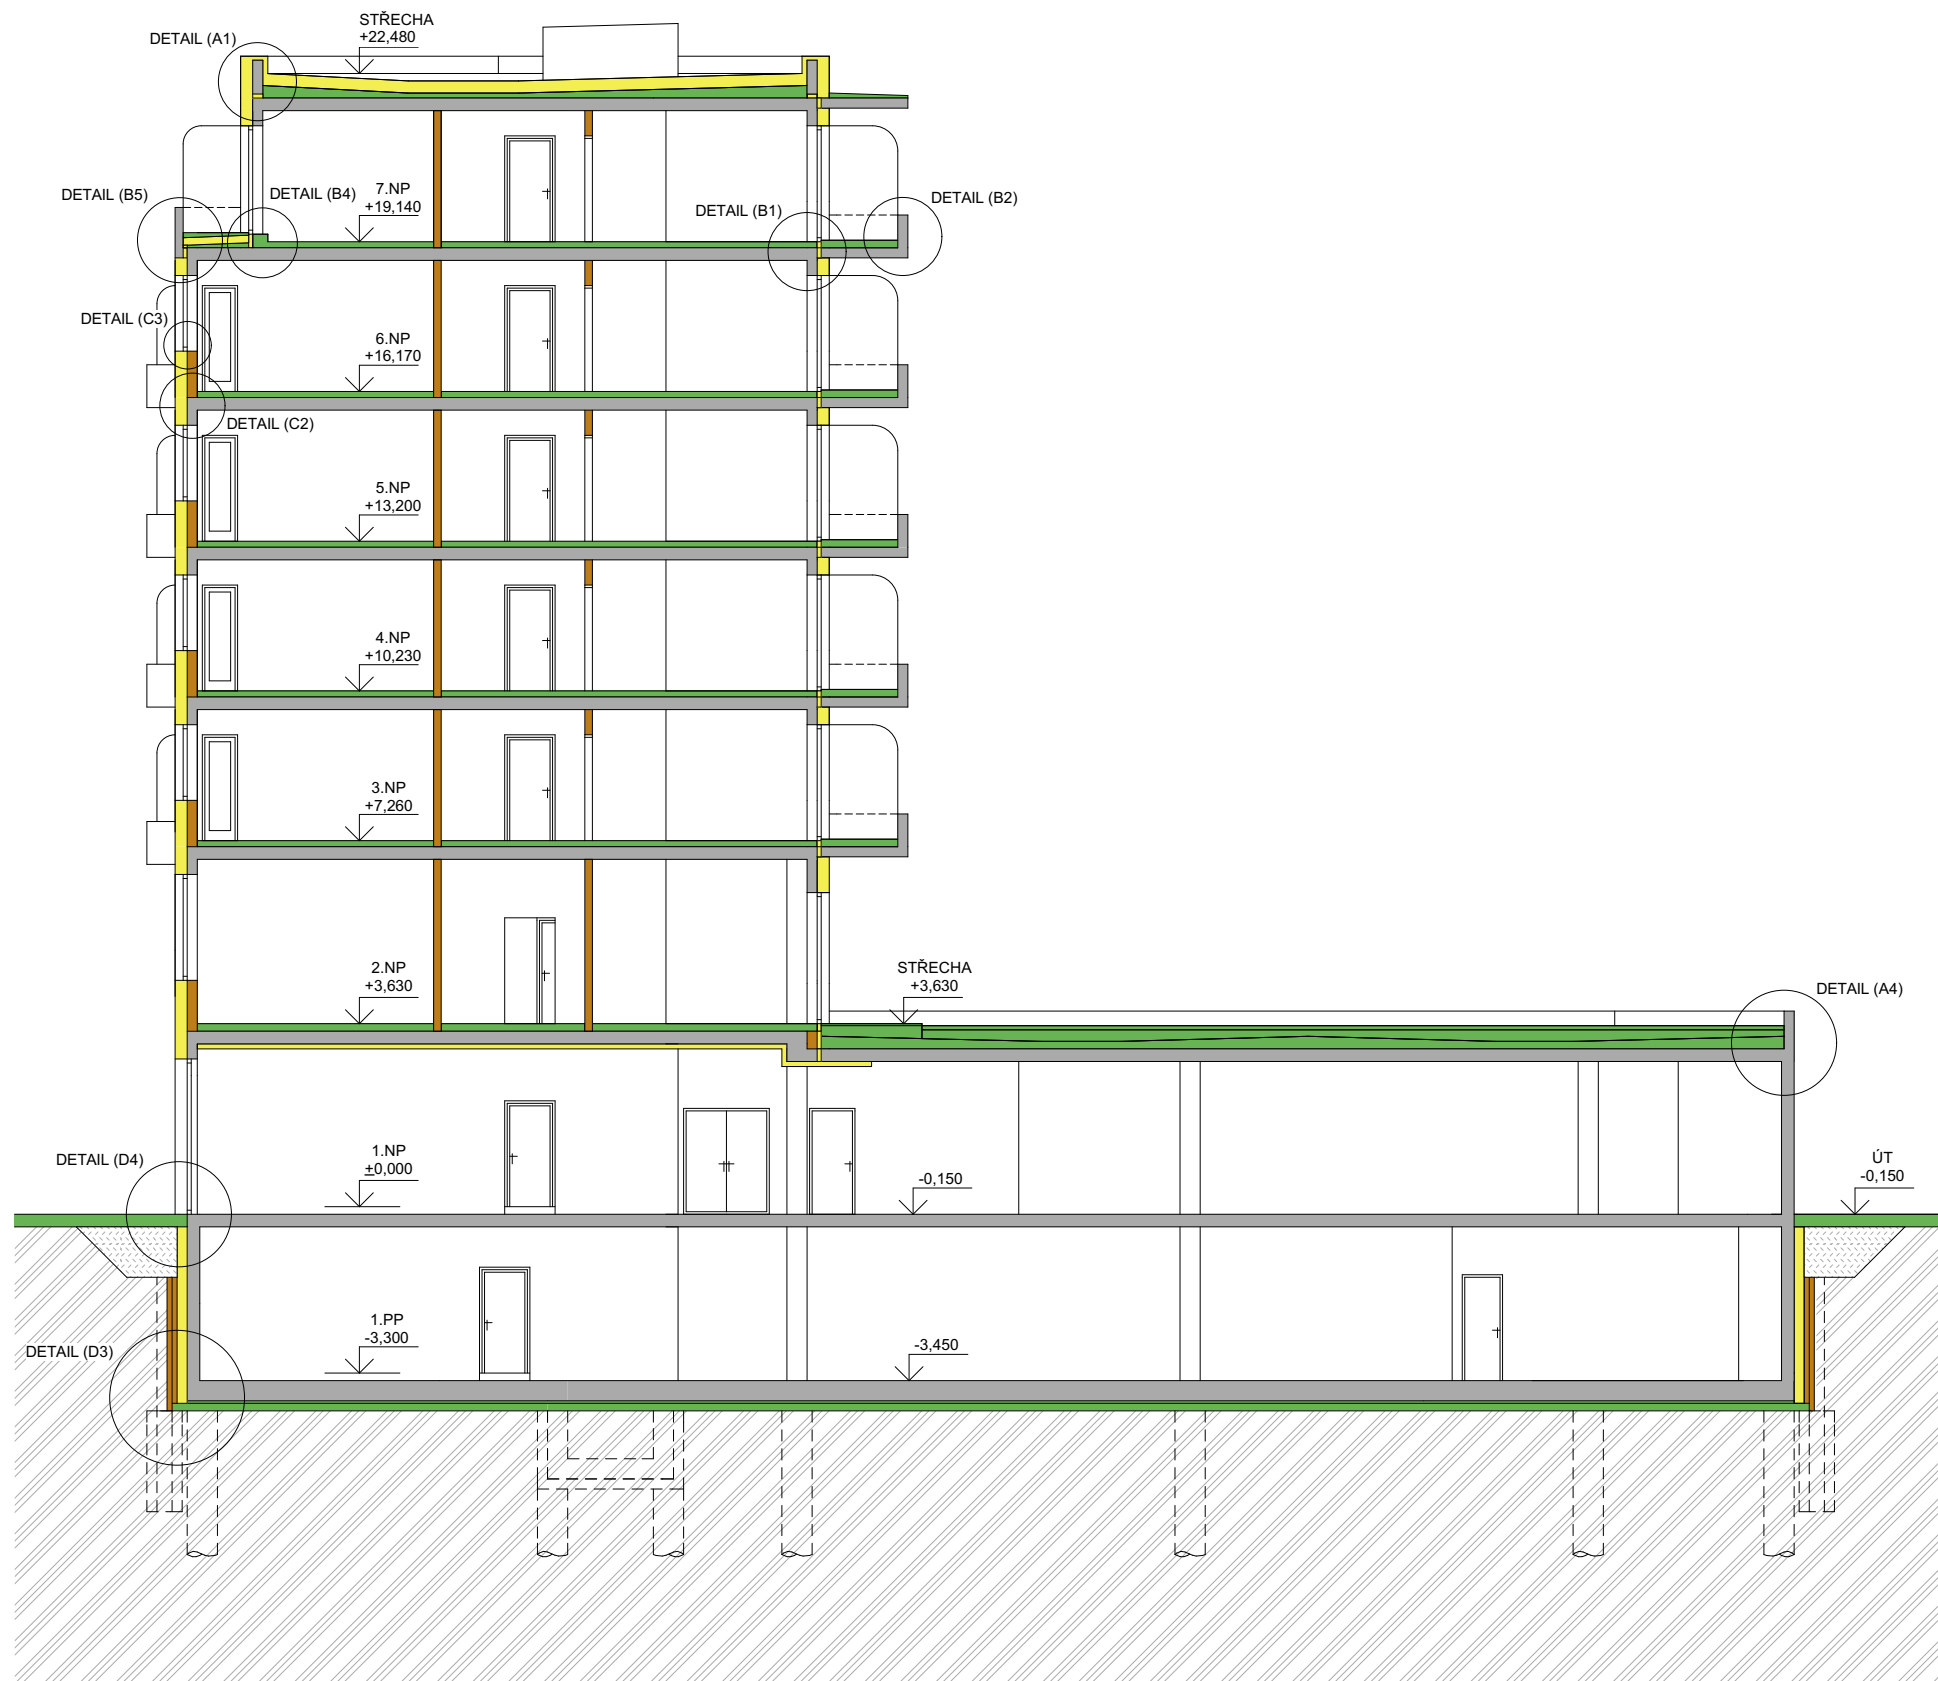 STŘECHA
+22,480
DETAIL (A1)
DETAIL (B5)
DETAIL (B4)
7.NP
+19,140
DETAIL (B1)
DETAIL (B2)
DETAIL (C3)
6.NP
+16,170
DETAIL (C2)
5.NP
+13,200
4.NP
+10,230
3.NP
+7,260
2.NP
+3,630
STŘECHA
+3,630
DETAIL (A4)
DETAIL (D4)
1.NP
±0,000
-0,150
ÚT
-0,150
DETAIL (D3)
1.PP
-3,300
-3,450